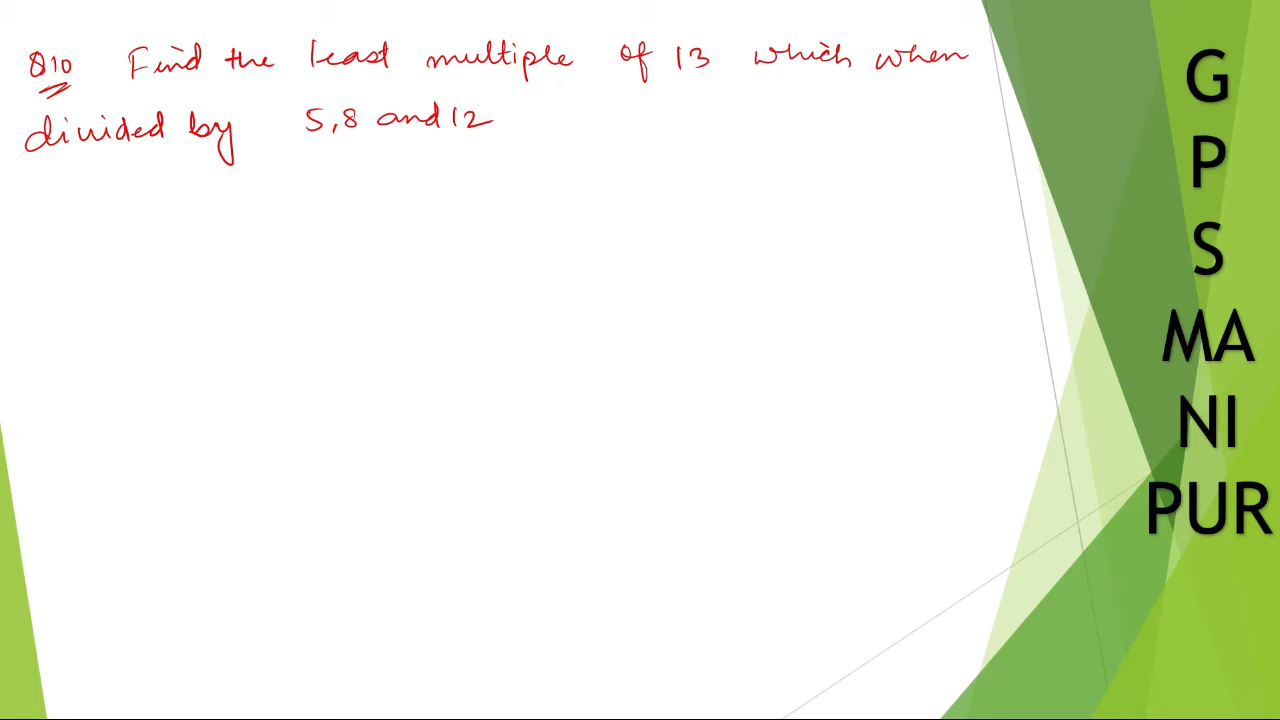 Q10 Find the least multiple of 13 which when
divided by 5,8 and 12
G
P
S
MA
NI
PUR